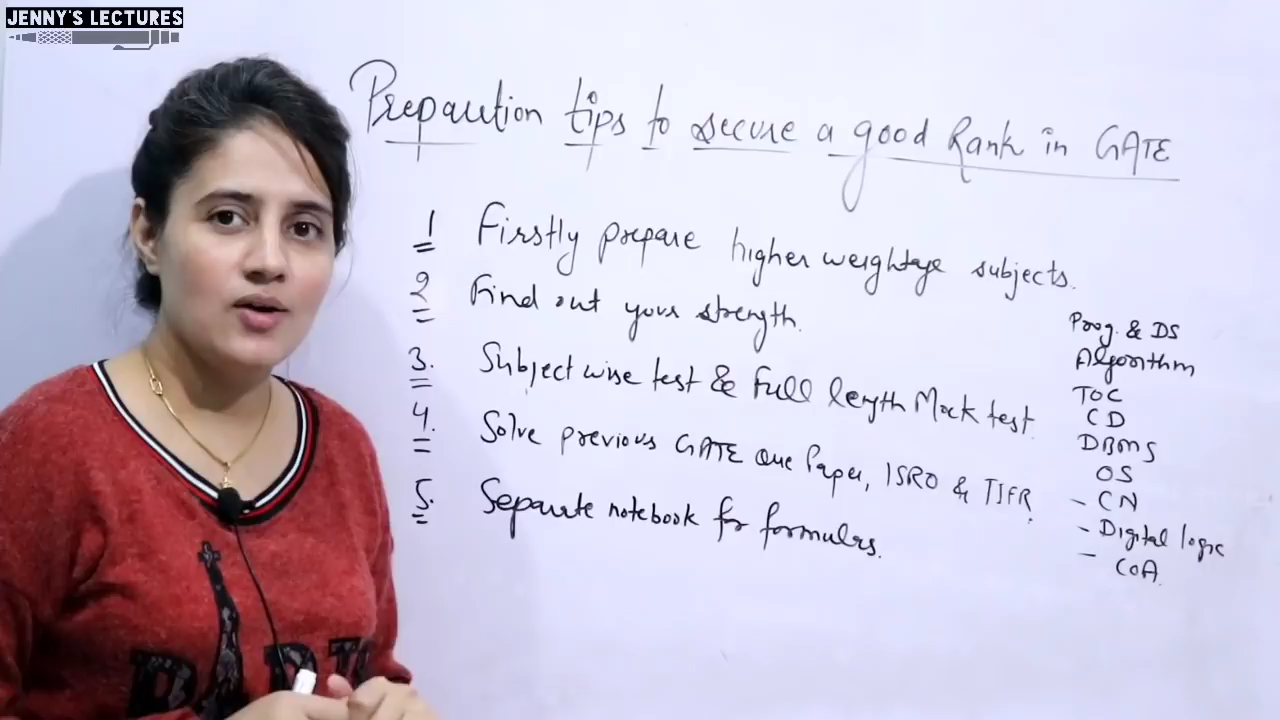 JENNY'S LECTURES
Preparation tips to secure a good Rank in GATE
1 Firstly prepare higher weightage subjects.
2 Find out your strength.
3. Subject wise test & Full length Mock test.
4. Solve previous GATE Que Paper, ISRO & TIFR.
5. Separate notebook for formulas.
Prog. & DS
Algorithm
TOC
CD
DBMS
OS
- CN
- Digital logic
- COA
PARIS